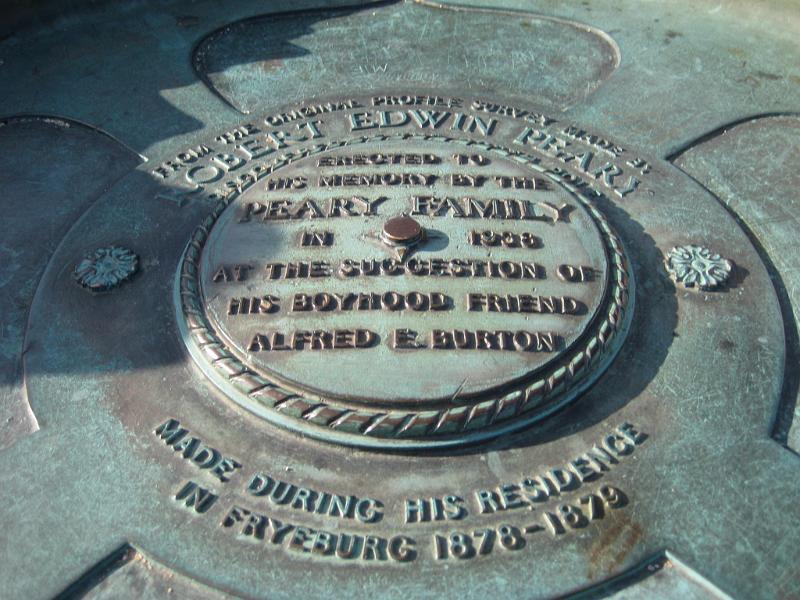 FROM THE ORIGINAL PROFILE SURVEY MADE BY
ROBERT EDWIN PEARY
ERECTED TO
HIS MEMORY BY THE
PEARY FAMILY
IN 1938
AT THE SUGGESTION OF
HIS BOYHOOD FRIEND
ALFRED E. BURTON
MADE DURING HIS RESIDENCE
IN FRYEBURG 1878-1879